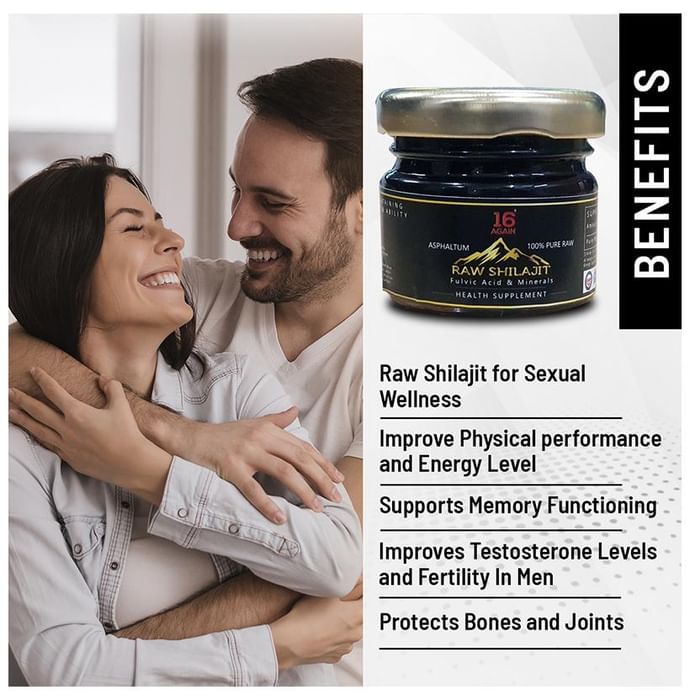 BENEFITS
16
AGAIN
ASPHALTUM
100% PURE RAW
RAW SHILAJIT
Fulvic Acid & Minerals
HEALTH SUPPLEMENT
Raw Shilajit for Sexual
Wellness
Improve Physical performance
and Energy Level
Supports Memory Functioning
Improves Testosterone Levels
and Fertility In Men
Protects Bones and Joints